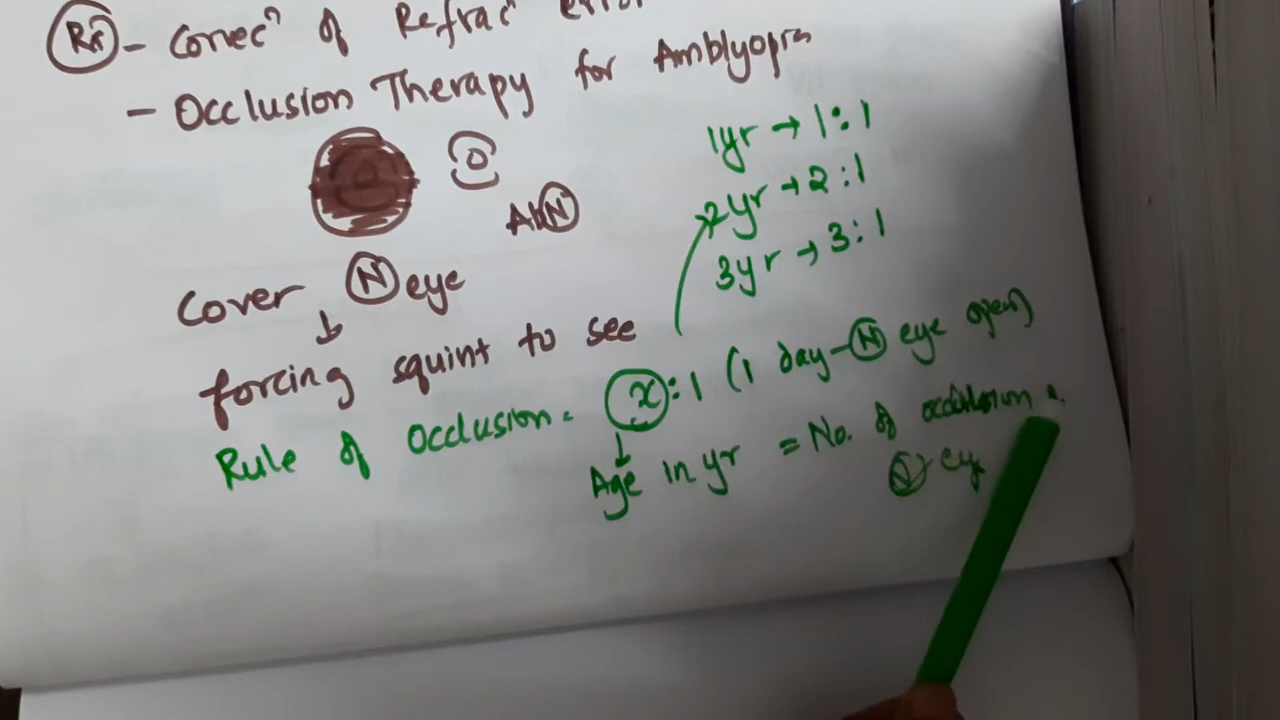 Rx - Correcⁿ of Refracⁿ error
- Occlusion Therapy for Amblyopia
1yr → 1:1
2yr → 2:1
3yr → 3:1
AbN
Cover N eye
↓
forcing squint to see
Rule of Occlusion = x:1 (1 day - N eye open)
↓
Age in yr = No. of occlusion
N eye